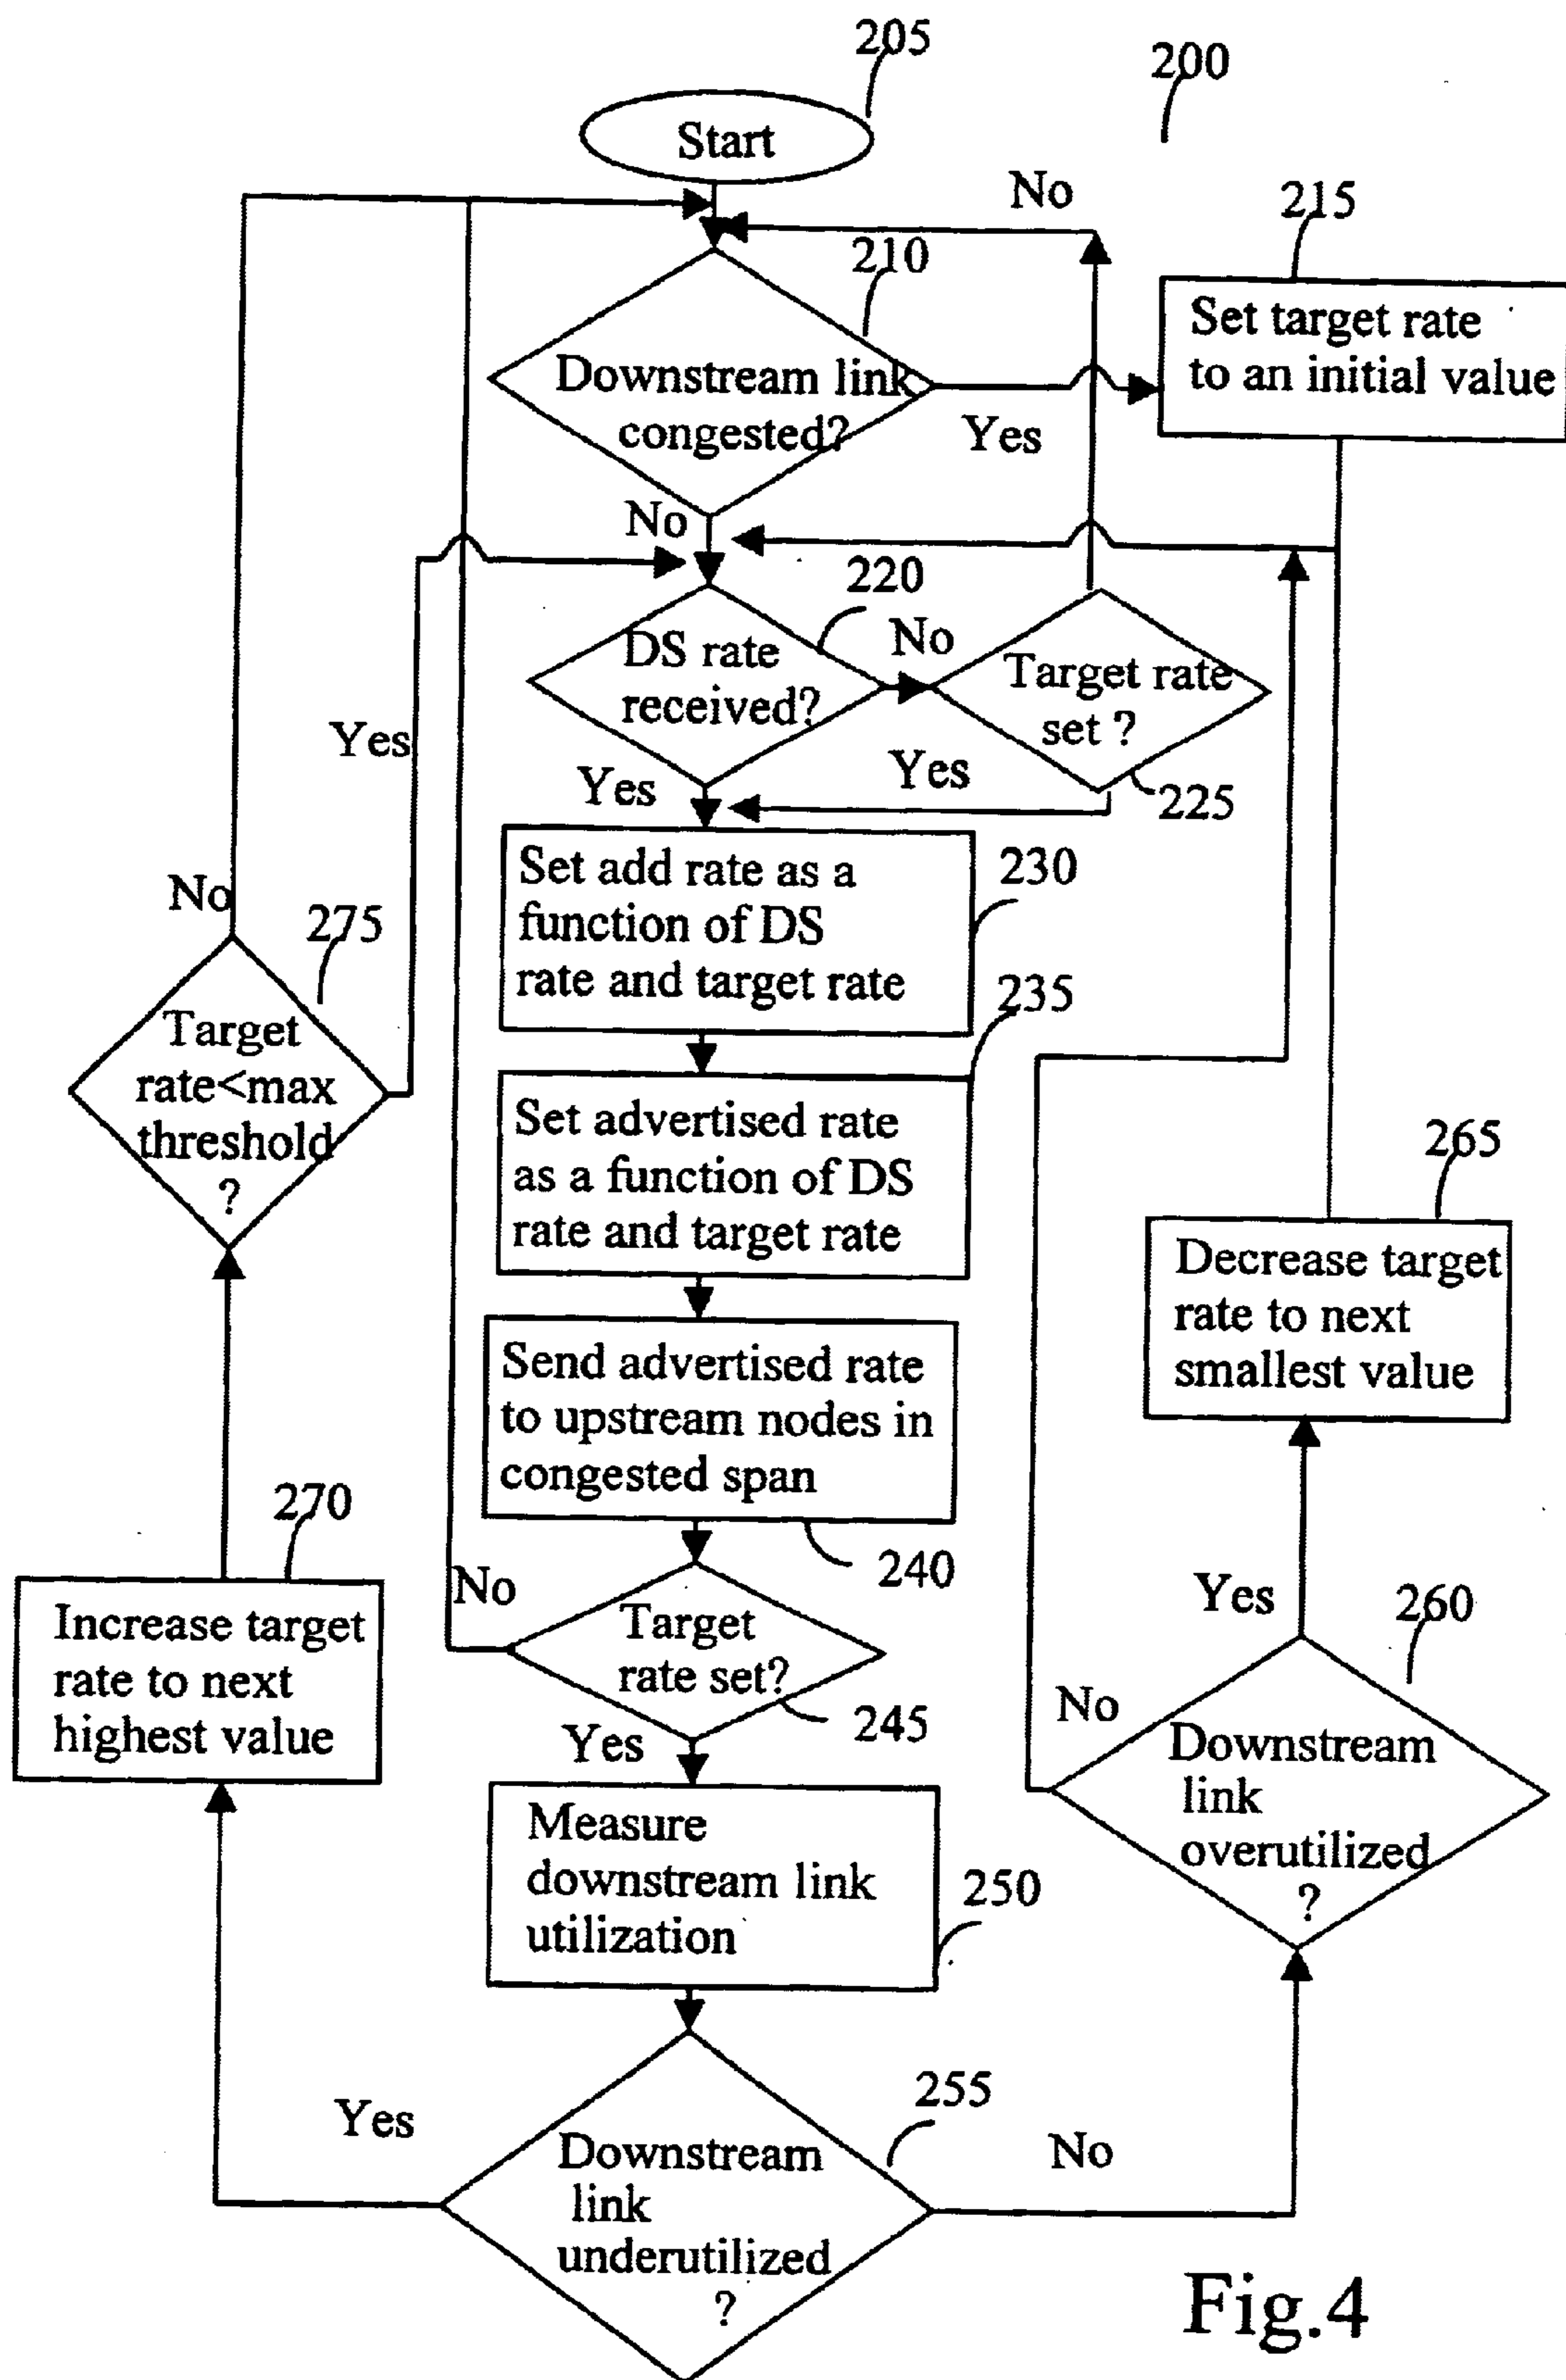 205
200
Start
No
215
210
Set target rate
to an initial value
Downstream link
congested?
Yes
No
220
DS rate
received?
No
Target rate
set ?
Yes
Yes
Yes
225
Set add rate as a
function of DS
rate and target rate
230
No
275
235
Target
rate<max
threshold
?
Set advertised rate
as a function of DS
rate and target rate
265
Decrease target
rate to next
smallest value
Send advertised rate
to upstream nodes in
congested span
270
240
No
Yes
260
Increase target
rate to next
highest value
Target
rate set?
245
No
Yes
Downstream
link
overutilized
?
Measure
downstream link
utilization
250
255
Yes
No
Downstream
link
underutilized
?
Fig.4